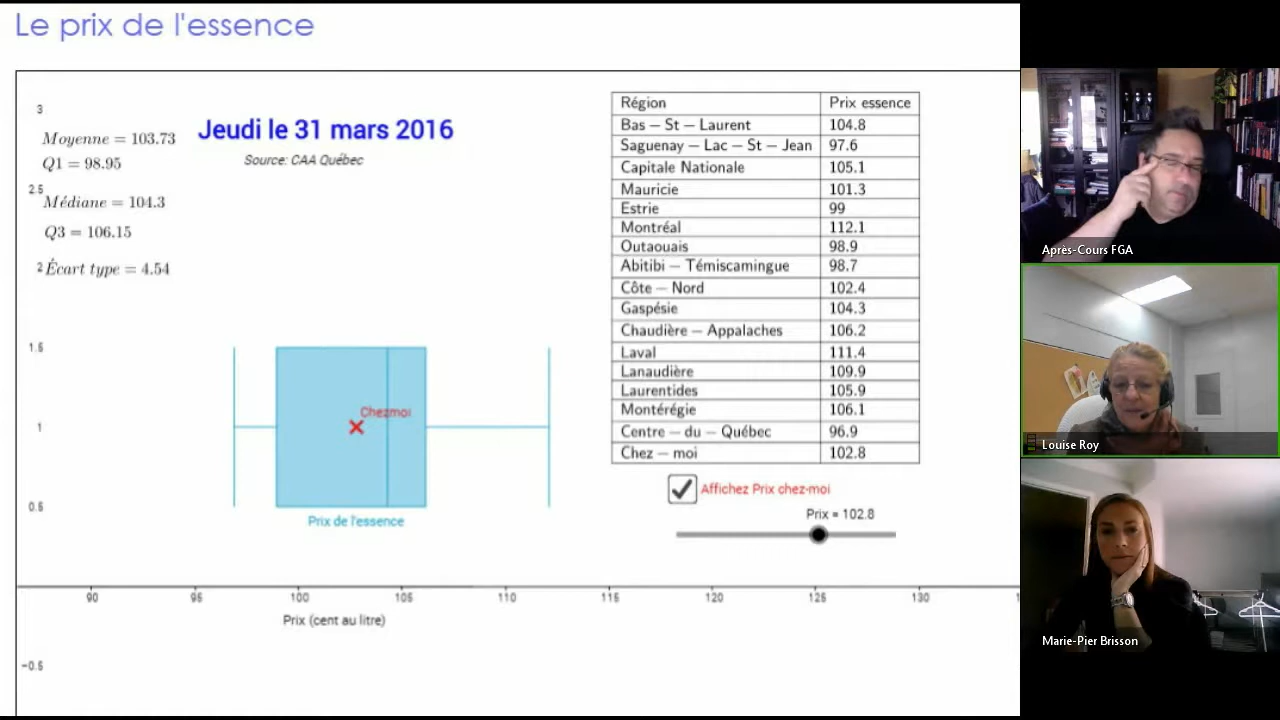 Le prix de l'essence
3
Moyenne = 103.73
Jeudi le 31 mars 2016
Q1 = 98.95
Source: CAA Québec
2.5
Médiane = 104.3
Q3 = 106.15
2
Écart type = 4.54
1.5
1
0.5
-0.5
Chezmoi
Prix de l'essence
90 95 100 105 110 115 120 125 130
Prix (cent au litre)
Région Prix essence
Bas – St – Laurent 104.8
Saguenay – Lac – St – Jean 97.6
Capitale Nationale 105.1
Mauricie 101.3
Estrie 99
Montréal 112.1
Outaouais 98.9
Abitibi – Témiscamingue 98.7
Côte – Nord 102.4
Gaspésie 104.3
Chaudière – Appalaches 106.2
Laval 111.4
Lanaudière 109.9
Laurentides 105.9
Montérégie 106.1
Centre – du – Québec 96.9
Chez – moi 102.8
Affichez Prix chez-moi
Prix = 102.8
Après-Cours FGA
Louise Roy
Marie-Pier Brisson